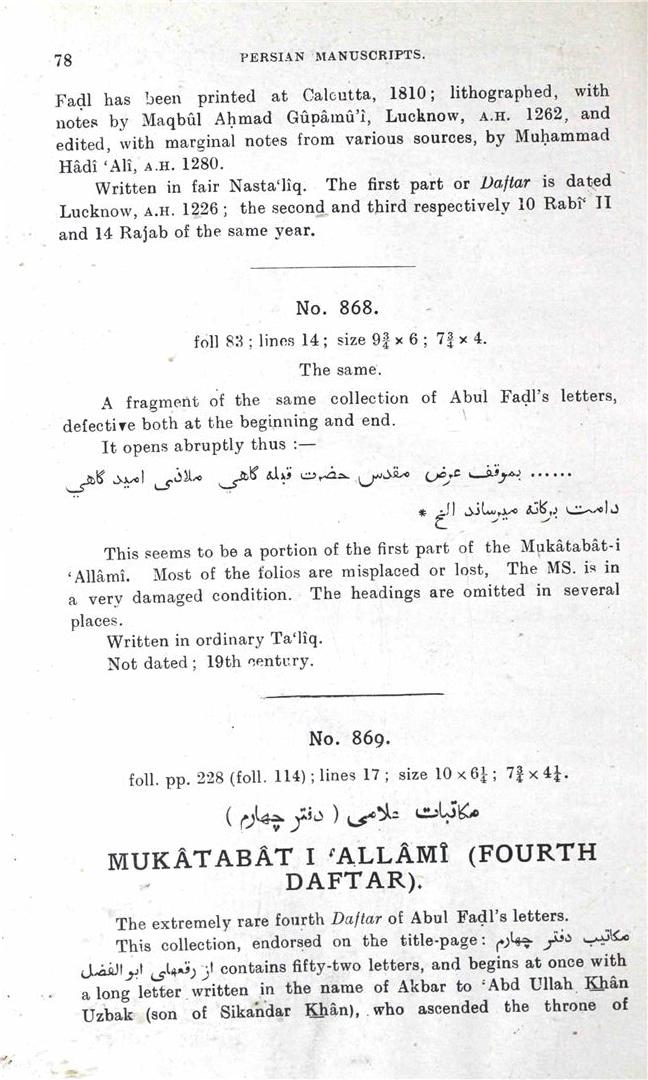 78
PERSIAN MANUSCRIPTS.
Faḍl has been printed at Calcutta, 1810; lithographed, with
notes by Maqbûl Aḥmad Gûpâmû’î, Lucknow, A.H. 1262, and
edited, with marginal notes from various sources, by Muḥammad
Hâdî ‘Alî, A.H. 1280.
Written in fair Nasta‘lîq. The first part or Daftar is dated
Lucknow, A.H. 1226; the second and third respectively 10 Rabî‘ II
and 14 Rajab of the same year.
No. 868.
foll 83; lines 14; size 9¾ × 6; 7¾ × 4.
The same.
A fragment of the same collection of Abul Faḍl’s letters,
defective both at the beginning and end.
It opens abruptly thus :—
...... بموقف عرض مقدس حضرت قبله گاهی ملاذی امید گاهی
دامت برکاته میرساند الخ *
This seems to be a portion of the first part of the Mukâtabât-i
‘Allâmî. Most of the folios are misplaced or lost, The MS. is in
a very damaged condition. The headings are omitted in several
places.
Written in ordinary Ta‘lîq.
Not dated; 19th century.
No. 869.
foll. pp. 228 (foll. 114); lines 17; size 10 × 6¼; 7¾ × 4¼.
مکاتبات علامی ( دفتر چهارم )
MUKÂTABÂT I ‘ALLÂMÎ (FOURTH
DAFTAR).
The extremely rare fourth Daftar of Abul Faḍl’s letters.
This collection, endorsed on the title-page: مکاتیب دفتر چهارم
از رقعهای ابو الفضل contains fifty-two letters, and begins at once with
a long letter written in the name of Akbar to ‘Abd Ullah Khân
Uzbak (son of Sikandar Khân), who ascended the throne of